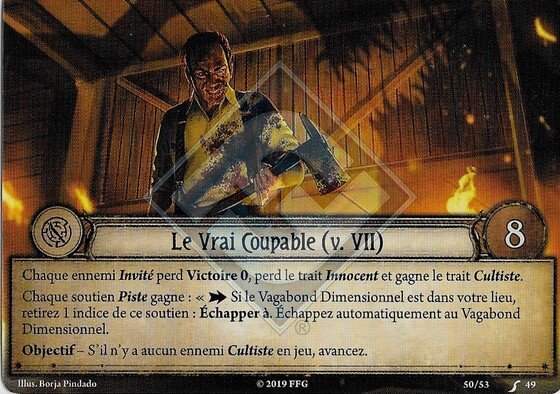 Le Vrai Coupable (v. VII)
8
Chaque ennemi Invité perd Victoire 0, perd le trait Innocent et gagne le trait Cultiste.
Chaque soutien Piste gagne : « Si le Vagabond Dimensionnel est dans votre lieu,
retirez 1 indice de ce soutien : Échapper à. Échappez automatiquement au Vagabond
Dimensionnel.
Objectif – S'il n'y a aucun ennemi Cultiste en jeu, avancez.
Illus. Borja Pindado
© 2019 FFG
50/53
49